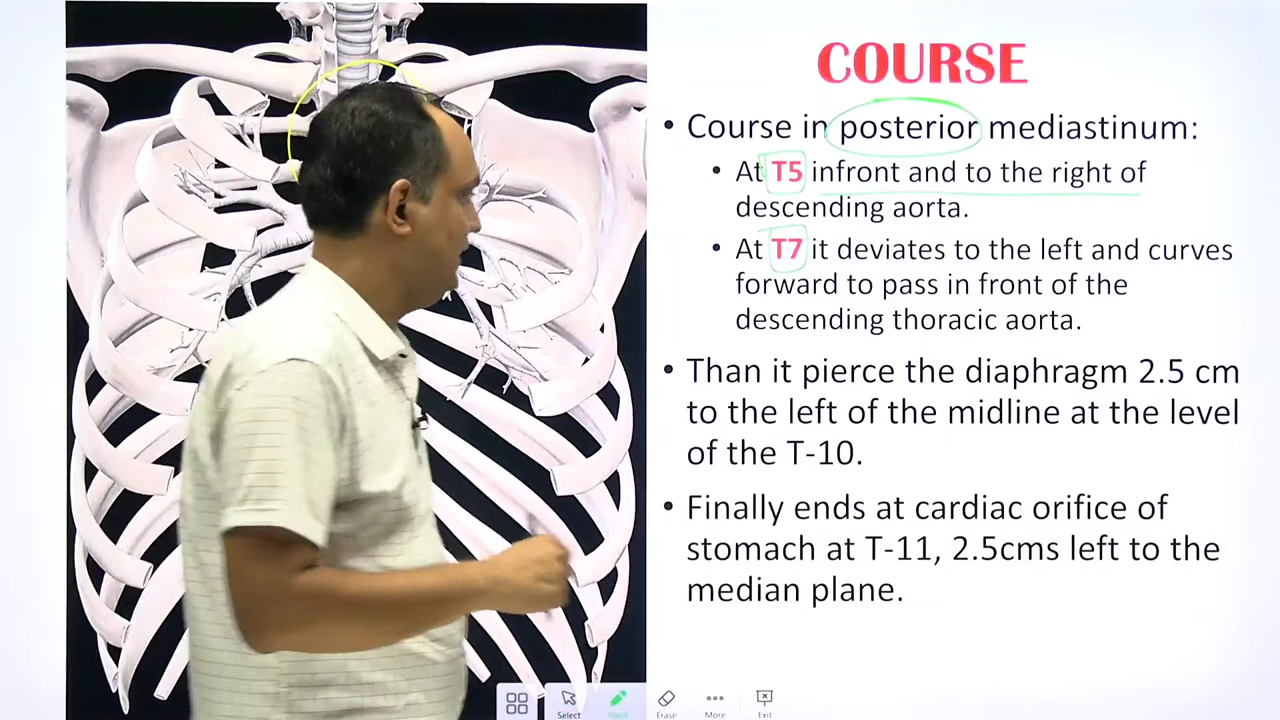 COURSE
• Course in posterior mediastinum:
• At T5 infront and to the right of
descending aorta.
• At T7 it deviates to the left and curves
forward to pass in front of the
descending thoracic aorta.
• Than it pierce the diaphragm 2.5 cm
to the left of the midline at the level
of the T-10.
• Finally ends at cardiac orifice of
stomach at T-11, 2.5cms left to the
median plane.
Select
Erase
More
Exit